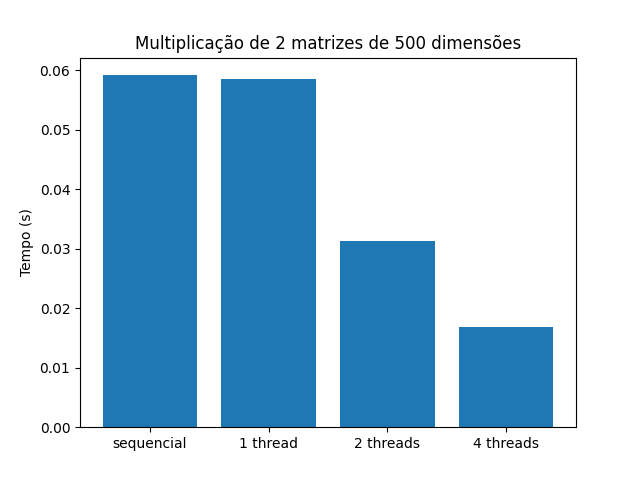 Multiplicação de 2 matrizes de 500 dimensões
Tempo (s)
0.06
0.05
0.04
0.03
0.02
0.01
0.00
sequencial 1 thread 2 threads 4 threads